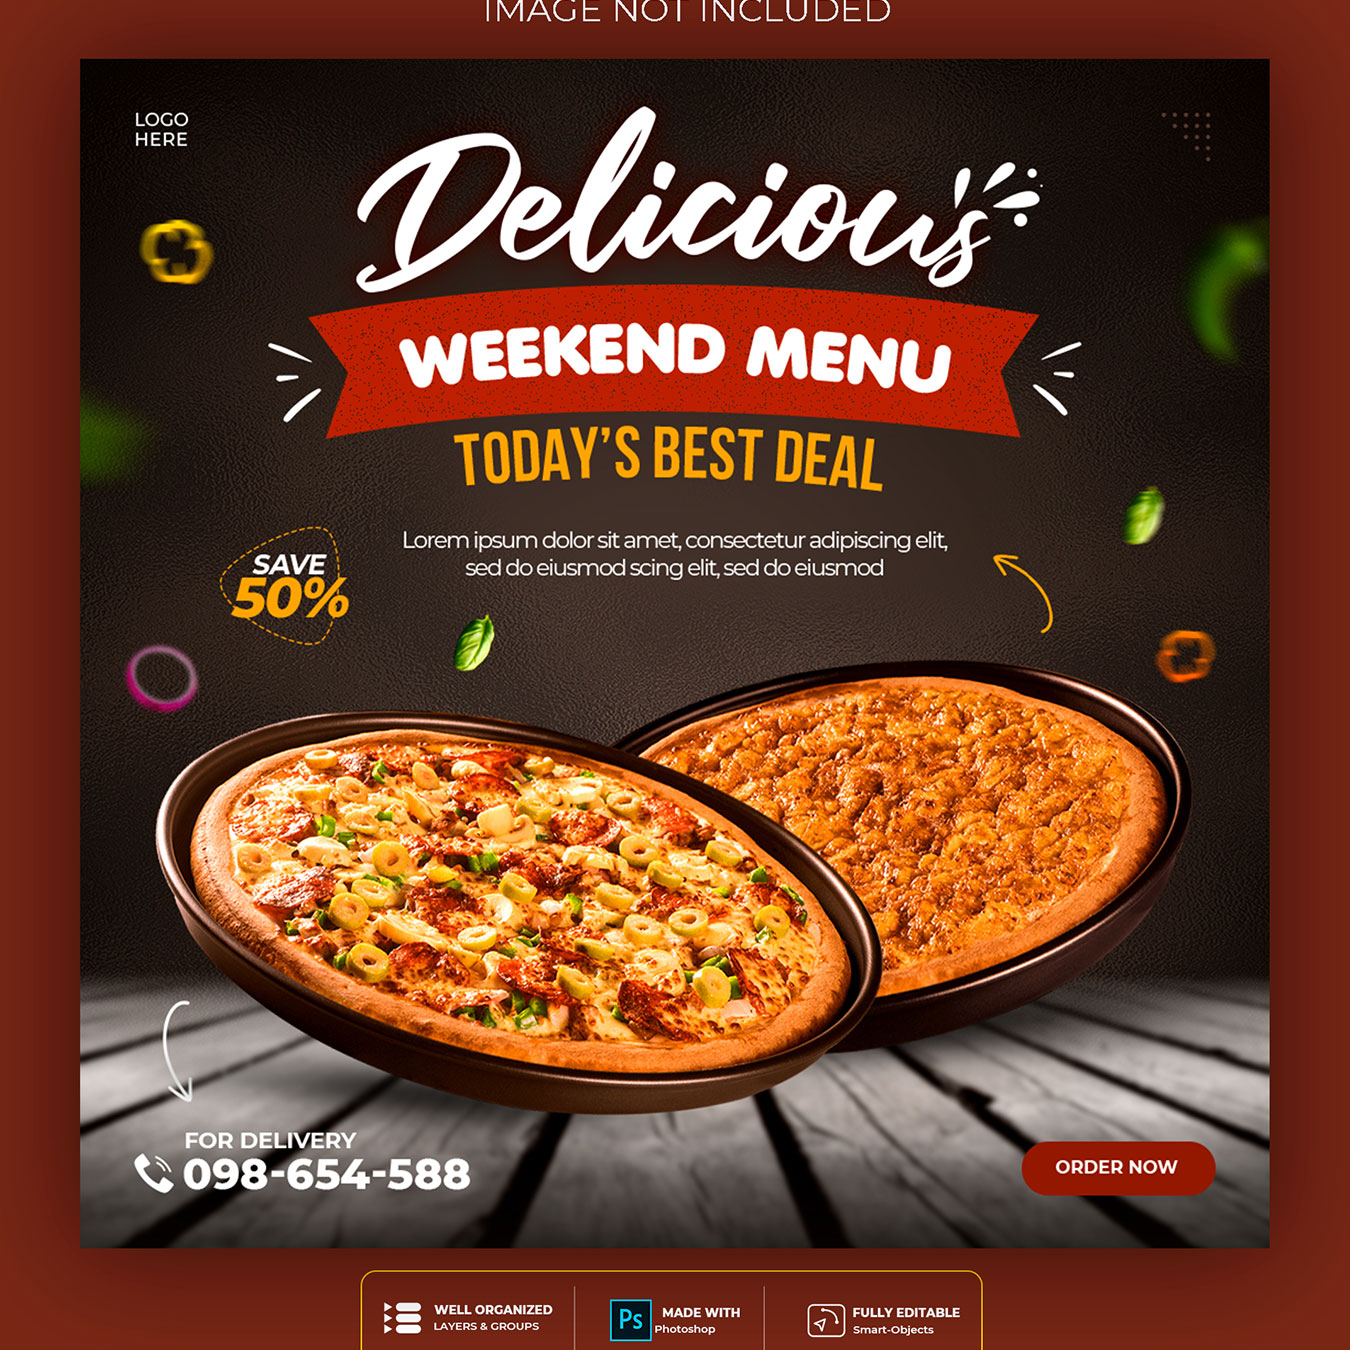 IMAGE NOT INCLUDED
LOGO
HERE
Delicious
WEEKEND MENU
TODAY'S BEST DEAL
Lorem ipsum dolor sit amet, consectetur adipiscing elit,
sed do eiusmod scing elit, sed do eiusmod
SAVE
50%
FOR DELIVERY
098-654-588
ORDER NOW
WELL ORGANIZED
LAYERS & GROUPS
Ps
MADE WITH
Photoshop
FULLY EDITABLE
Smart-Objects